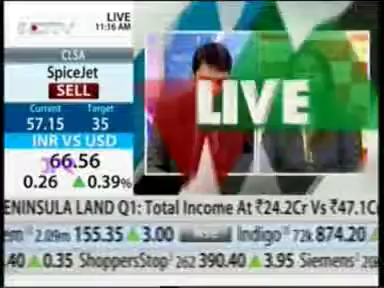 LIVE
11:16 AM
CLSA
SpiceJet
SELL
Current Target
57.15 35
INR VS USD
66.56
0.26 ▲0.39%
LIVE
ENINSULA LAND Q1: Total Income At ₹24.2Cr Vs ₹47.1C
em 2.09m 155.35 ▲ 3.00 Indigo 72k 874.20 ▲
.40 ▲ 0.35 ShoppersStop 262 390.40 ▲ 3.95 Siemens